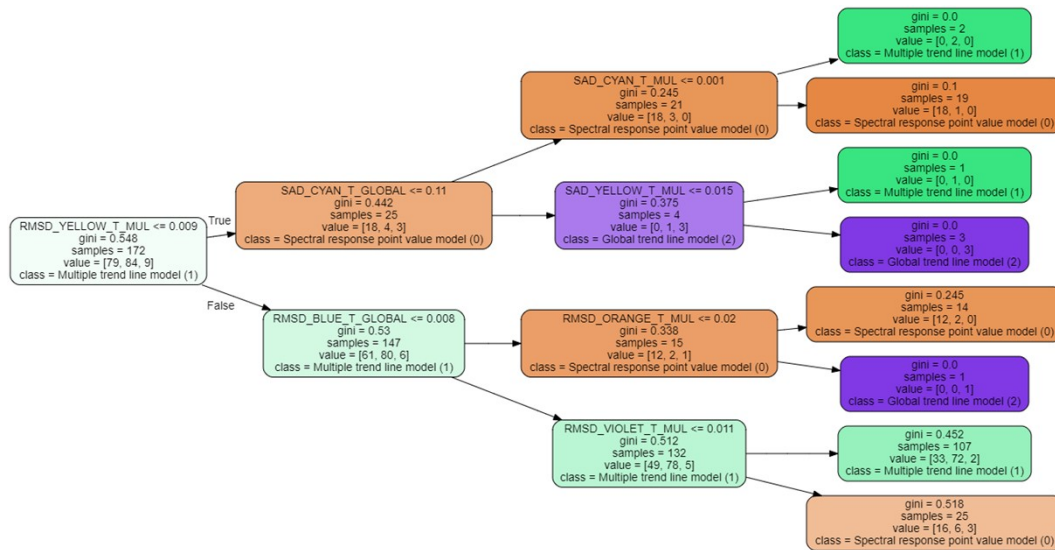 RMSD_YELLOW_T_MUL <= 0.009
gini = 0.548
samples = 172
value = [79, 84, 9]
class = Multiple trend line model (1)
True
False
SAD_CYAN_T_GLOBAL <= 0.11
gini = 0.442
samples = 25
value = [18, 4, 3]
class = Spectral response point value model (0)
RMSD_BLUE_T_GLOBAL <= 0.008
gini = 0.53
samples = 147
value = [61, 80, 6]
class = Multiple trend line model (1)
SAD_CYAN_T_MUL <= 0.001
gini = 0.245
samples = 21
value = [18, 3, 0]
class = Spectral response point value model (0)
SAD_YELLOW_T_MUL <= 0.015
gini = 0.375
samples = 4
value = [0, 1, 3]
class = Global trend line model (2)
RMSD_ORANGE_T_MUL <= 0.02
gini = 0.338
samples = 15
value = [12, 2, 1]
class = Spectral response point value model (0)
RMSD_VIOLET_T_MUL <= 0.011
gini = 0.512
samples = 132
value = [49, 78, 5]
class = Multiple trend line model (1)
gini = 0.0
samples = 2
value = [0, 2, 0]
class = Multiple trend line model (1)
gini = 0.1
samples = 19
value = [18, 1, 0]
class = Spectral response point value model (0)
gini = 0.0
samples = 1
value = [0, 1, 0]
class = Multiple trend line model (1)
gini = 0.0
samples = 3
value = [0, 0, 3]
class = Global trend line model (2)
gini = 0.245
samples = 14
value = [12, 2, 0]
class = Spectral response point value model (0)
gini = 0.0
samples = 1
value = [0, 0, 1]
class = Global trend line model (2)
gini = 0.452
samples = 107
value = [33, 72, 2]
class = Multiple trend line model (1)
gini = 0.518
samples = 25
value = [16, 6, 3]
class = Spectral response point value model (0)